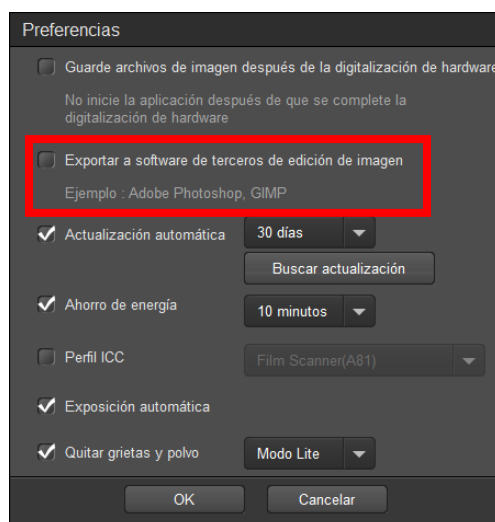 Preferencias
Guarde archivos de imagen después de la digitalización de hardware
No inicie la aplicación después de que se complete la
digitalización de hardware
Exportar a software de terceros de edición de imagen
Ejemplo : Adobe Photoshop, GIMP
Actualización automática 30 días
Buscar actualización
Ahorro de energía 10 minutos
Perfil ICC Film Scanner(A81)
Exposición automática
Quitar grietas y polvo Modo Lite
OK Cancelar